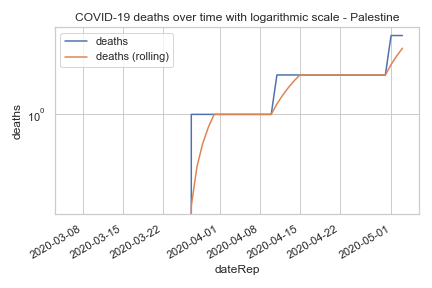 COVID-19 deaths over time with logarithmic scale - Palestine
deaths
deaths (rolling)
deaths
10⁰
2020-03-08
2020-03-15
2020-03-22
2020-04-01
2020-04-08
2020-04-15
2020-04-22
2020-05-01
dateRep